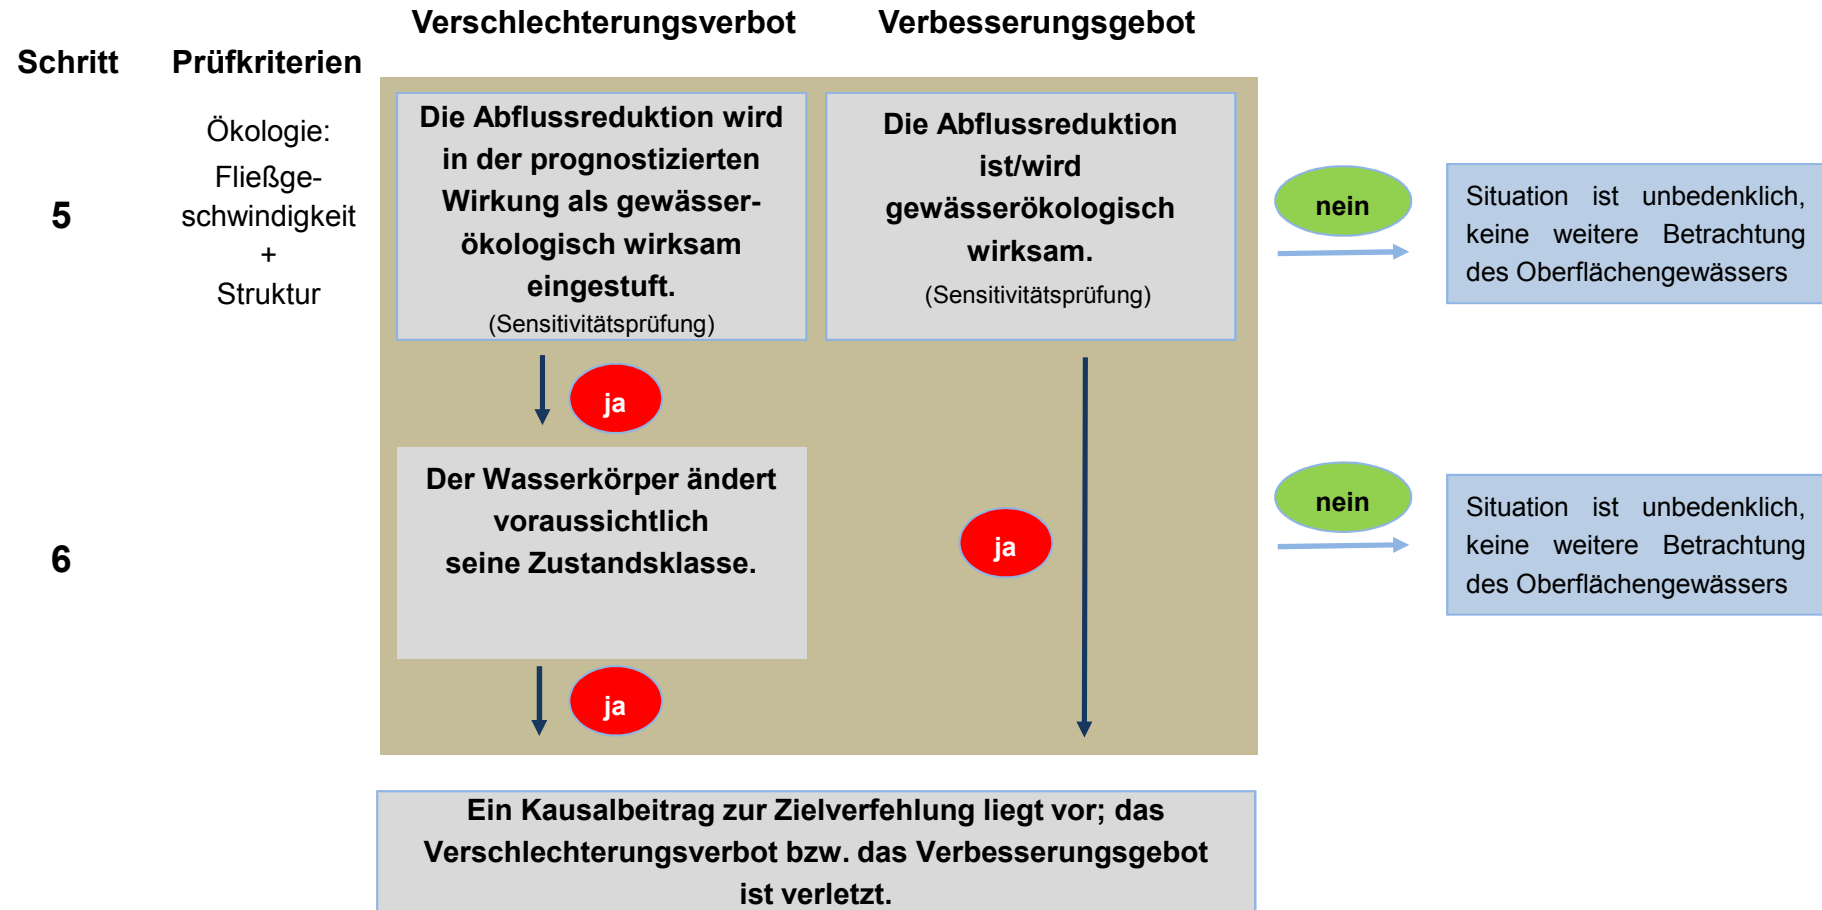 Verschlechterungsverbot
Verbesserungsgebot
Schritt
Prüfkriterien
5
Ökologie:
Fließge-
schwindigkeit
+
Struktur
Die Abflussreduktion wird
in der prognostizierten
Wirkung als gewässer-
ökologisch wirksam
eingestuft.
(Sensitivitätsprüfung)
Die Abflussreduktion
ist/wird
gewässerökologisch
wirksam.
(Sensitivitätsprüfung)
nein
Situation ist unbedenklich,
keine weitere Betrachtung
des Oberflächengewässers
ja
6
Der Wasserkörper ändert
voraussichtlich
seine Zustandsklasse.
ja
nein
Situation ist unbedenklich,
keine weitere Betrachtung
des Oberflächengewässers
ja
Ein Kausalbeitrag zur Zielverfehlung liegt vor; das
Verschlechterungsverbot bzw. das Verbesserungsgebot
ist verletzt.